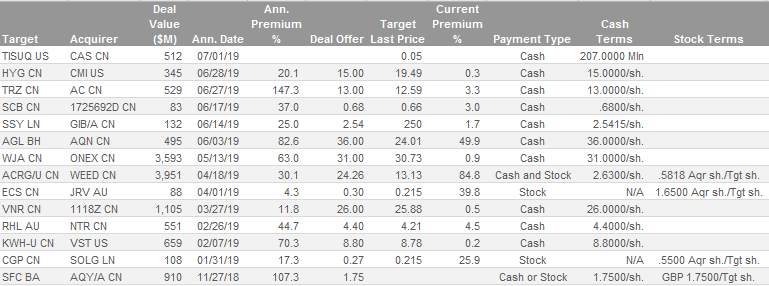 Deal Ann. Current
Value Premium Target Premium Cash
Target Acquirer ($M) Ann. Date % Deal Offer Last Price % Payment Type Terms Stock Terms
TISUQ US CAS CN 512 07/01/19 0.05 Cash 207.0000 Mln
HYG CN CMI US 345 06/28/19 20.1 15.00 19.49 0.3 Cash 15.0000/sh.
TRZ CN AC CN 529 06/27/19 147.3 13.00 12.59 3.3 Cash 13.0000/sh.
SCB CN 1725692D CN 83 06/17/19 37.0 0.68 0.66 3.0 Cash .6800/sh.
SSY LN GIB/A CN 132 06/14/19 25.0 2.54 250 1.7 Cash 2.5415/sh.
AGL BH AQN CN 495 06/03/19 82.6 36.00 24.01 49.9 Cash 36.0000/sh.
WJA CN ONEX CN 3,593 05/13/19 63.0 31.00 30.73 0.9 Cash 31.0000/sh.
ACRG/U CN WEED CN 3,951 04/18/19 30.1 24.26 13.13 84.8 Cash and Stock 2.6300/sh. .5818 Aqr sh./Tgt sh.
ECS CN JRV AU 88 04/01/19 4.3 0.30 0.215 39.8 Stock N/A 1.6500 Aqr sh./Tgt sh.
VNR CN 1118Z CN 1,105 03/27/19 11.8 26.00 25.88 0.5 Cash 26.0000/sh.
RHL AU NTR CN 551 02/26/19 44.7 4.40 4.21 4.5 Cash 4.4000/sh.
KWH-U CN VST US 659 02/07/19 70.3 8.80 8.78 0.2 Cash 8.8000/sh.
CGP CN SOLG LN 108 01/31/19 17.3 0.27 0.215 25.9 Stock N/A .5500 Aqr sh./Tgt sh.
SFC BA AQY/A CN 910 11/27/18 107.3 1.75 Cash or Stock 1.7500/sh. GBP 1.7500/Tgt sh.